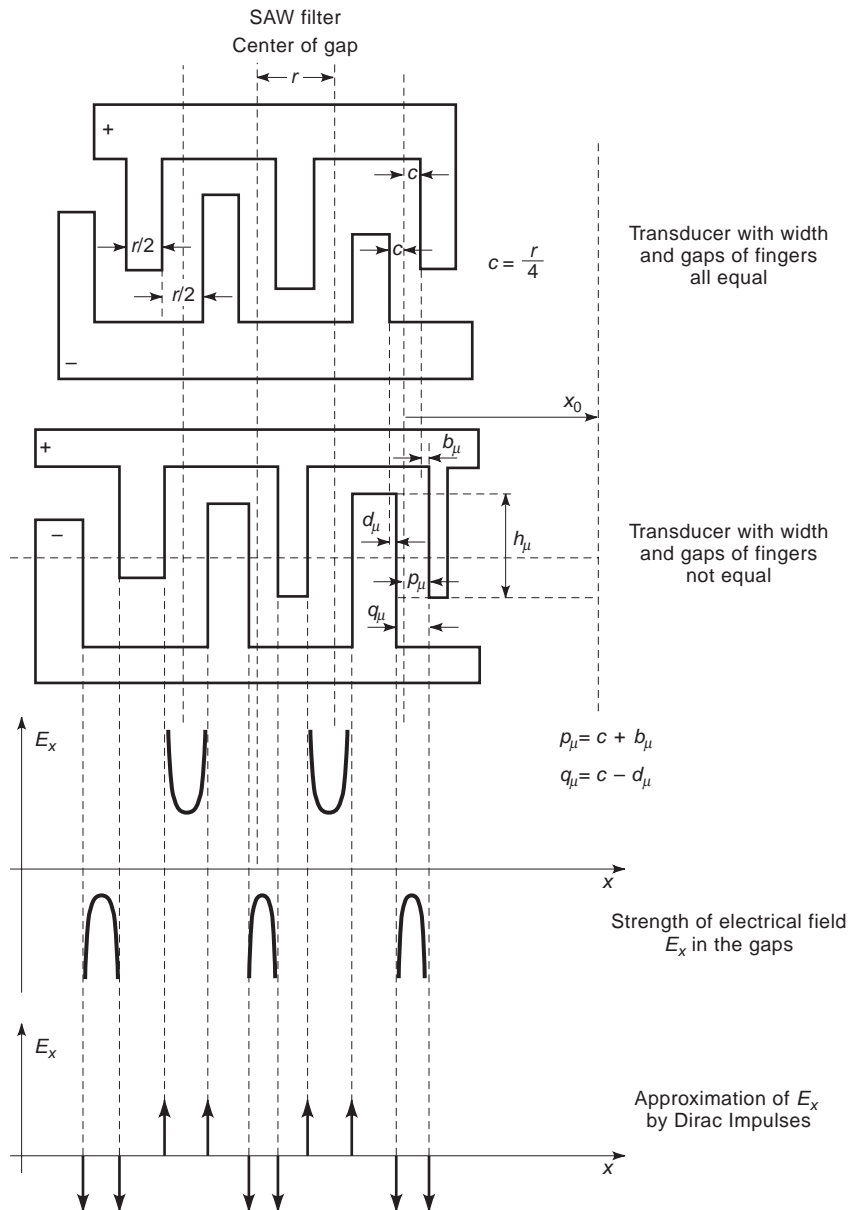 SAW filter
Center of gap
r
+
c
r/2
c
r/2
c = r/4
–
Transducer with width
and gaps of fingers
all equal
x0
+
bμ
–
dμ
hμ
pμ
qμ
Transducer with width
and gaps of fingers
not equal
Ex
pμ= c + bμ
qμ= c – dμ
x
Strength of electrical field
Ex in the gaps
Ex
Approximation of Ex
by Dirac Impulses
x